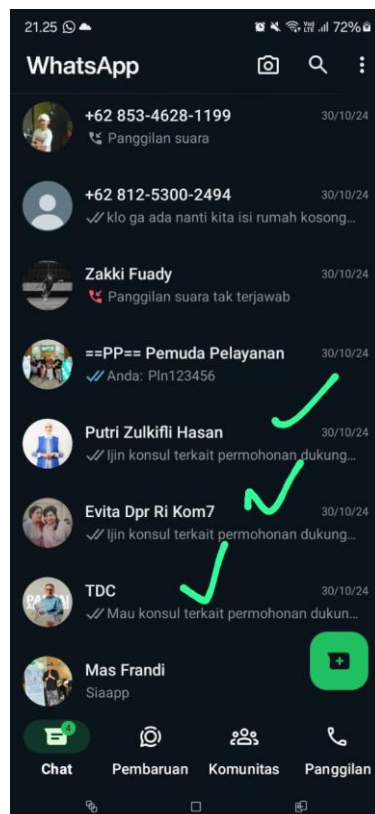 21.25 72%
WhatsApp
+62 853-4628-1199 30/10/24
Panggilan suara
+62 812-5300-2494 30/10/24
klo ga ada nanti kita isi rumah kosong...
Zakki Fuady 30/10/24
Panggilan suara tak terjawab
==PP== Pemuda Pelayanan 30/10/24
Anda: Pln123456
Putri Zulkifli Hasan 30/10/24
Ijin konsul terkait permohonan dukung...
Evita Dpr Ri Kom7 30/10/24
Ijin konsul terkait permohonan dukung...
TDC 30/10/24
Mau konsul terkait permohonan dukun...
Mas Frandi
Siaapp
4
Chat Pembaruan Komunitas Panggilan